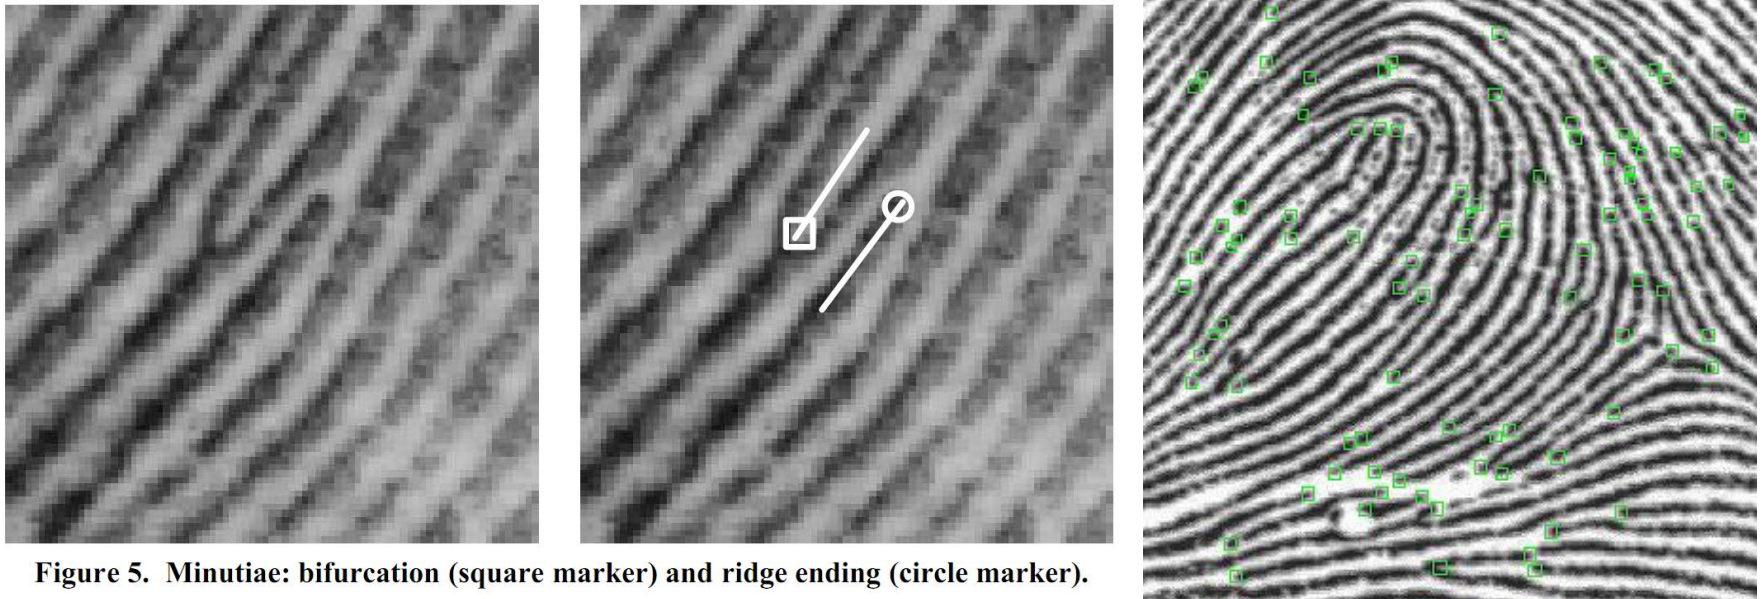 Figure 5. Minutiae: bifurcation (square marker) and ridge ending (circle marker).